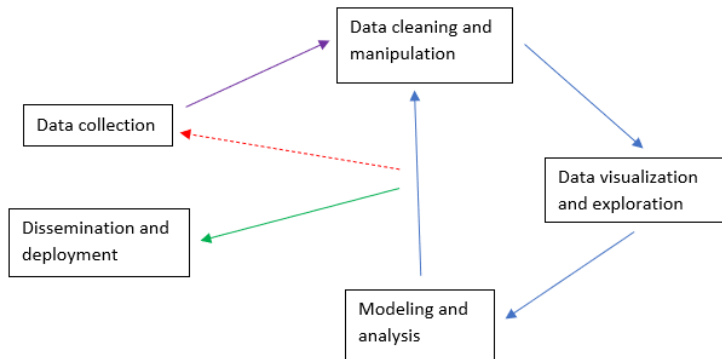 Data cleaning and
manipulation
Data collection
Data visualization
and exploration
Dissemination and
deployment
Modeling and
analysis